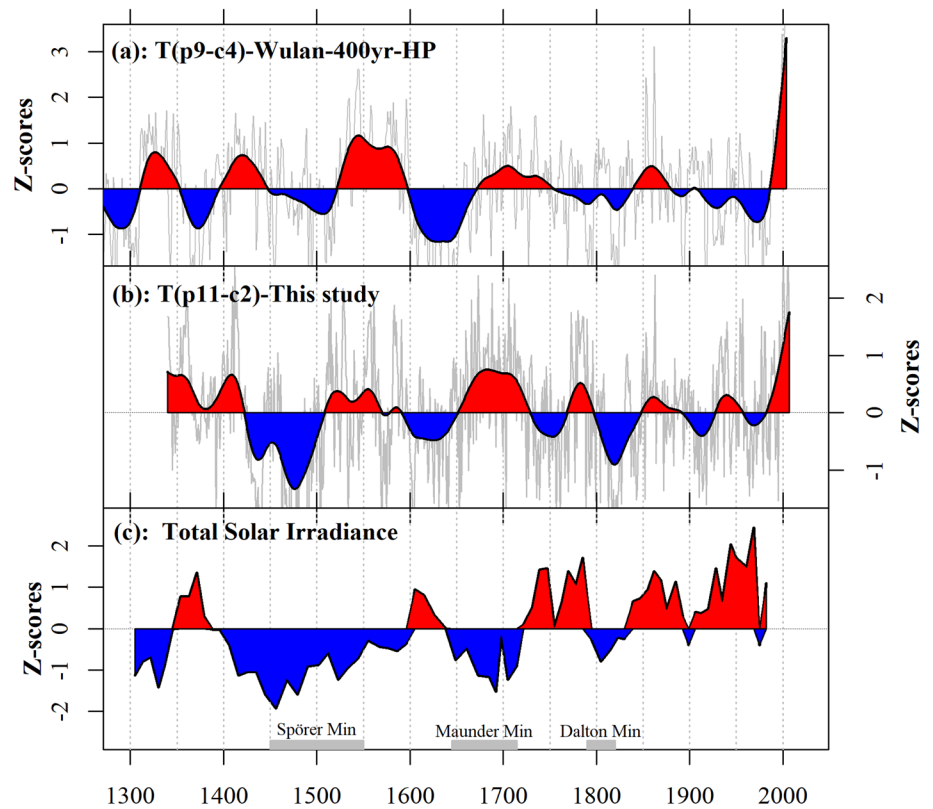 (a): T(p9-c4)-Wulan-400yr-HP
3
2
1
0
-1
Z-scores
(b): T(p11-c2)-This study
2
1
0
-1
Z-scores
(c): Total Solar Irradiance
2
1
0
-1
-2
Z-scores
Spörer Min
Maunder Min
Dalton Min
1300 1400 1500 1600 1700 1800 1900 2000